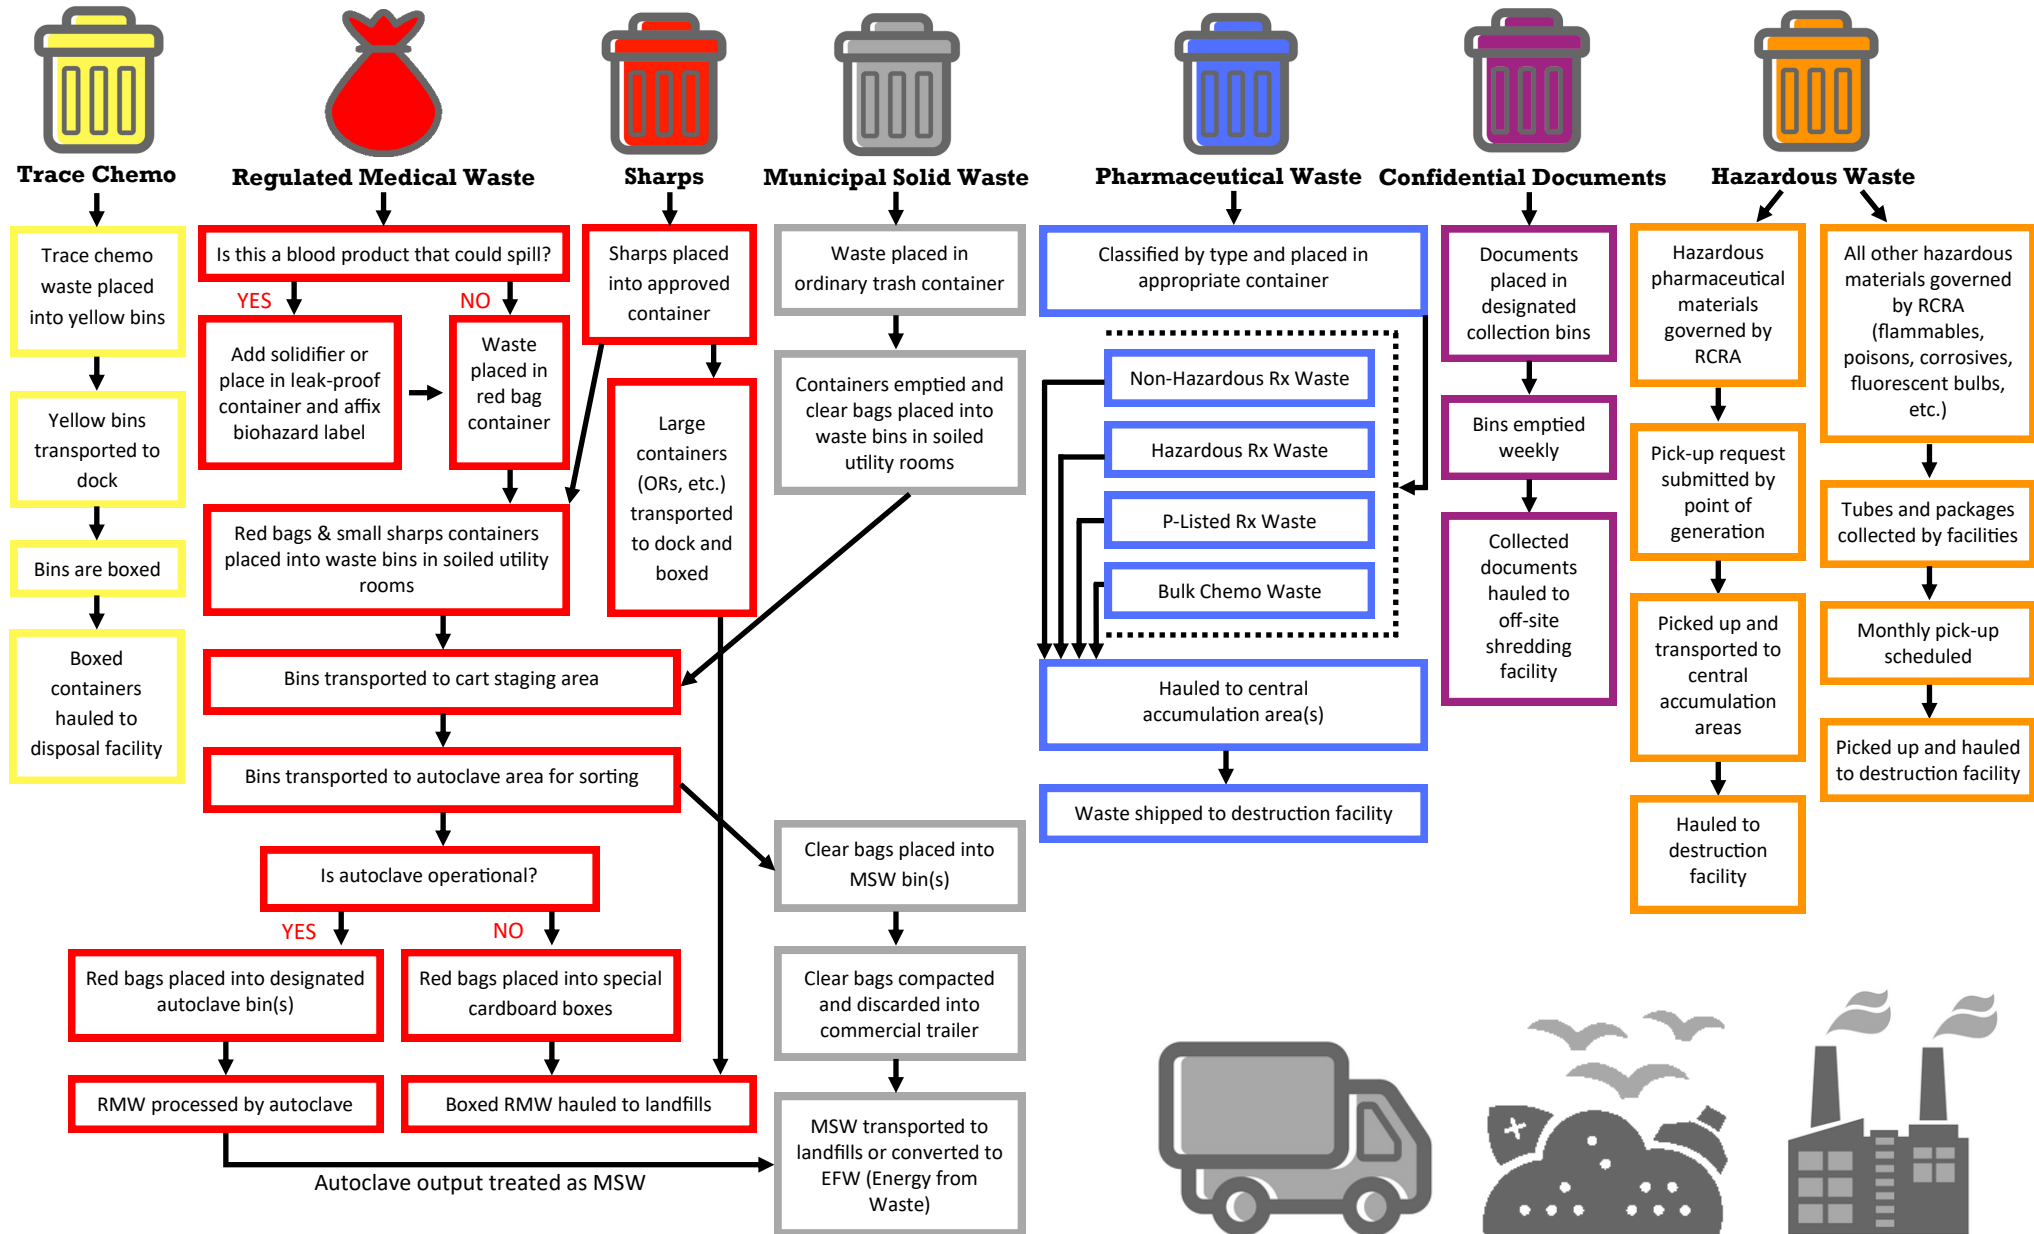 Trace Chemo
Regulated Medical Waste
Sharps
Municipal Solid Waste
Pharmaceutical Waste
Confidential Documents
Hazardous Waste
Trace chemo
waste placed
into yellow bins
Yellow bins
transported to
dock
Bins are boxed
Boxed
containers
hauled to
disposal facility
Is this a blood product that could spill?
YES
NO
Add solidifier or
place in leak-proof
container and affix
biohazard label
Waste
placed in
red bag
container
Red bags & small sharps containers
placed into waste bins in soiled utility
rooms
Bins transported to cart staging area
Bins transported to autoclave area for sorting
Is autoclave operational?
YES
NO
Red bags placed into designated
autoclave bin(s)
Red bags placed into special
cardboard boxes
RMW processed by autoclave
Boxed RMW hauled to landfills
Autoclave output treated as MSW
Sharps placed
into approved
container
Large
containers
(ORs, etc.)
transported
to dock and
boxed
Waste placed in
ordinary trash container
Containers emptied and
clear bags placed into
waste bins in soiled
utility rooms
Clear bags placed into
MSW bin(s)
Clear bags compacted
and discarded into
commercial trailer
MSW transported to
landfills or converted to
EFW (Energy from
Waste)
Classified by type and placed in
appropriate container
Non-Hazardous Rx Waste
Hazardous Rx Waste
P-Listed Rx Waste
Bulk Chemo Waste
Hauled to central
accumulation area(s)
Waste shipped to destruction facility
Documents
placed in
designated
collection bins
Bins emptied
weekly
Collected
documents
hauled to
off-site
shredding
facility
Hazardous
pharmaceutical
materials
governed by
RCRA
Pick-up request
submitted by
point of
generation
Picked up and
transported to
central
accumulation
areas
Hauled to
destruction
facility
All other hazardous
materials governed
by RCRA
(flammables,
poisons, corrosives,
fluorescent bulbs,
etc.)
Tubes and packages
collected by facilities
Monthly pick-up
scheduled
Picked up and hauled
to destruction facility